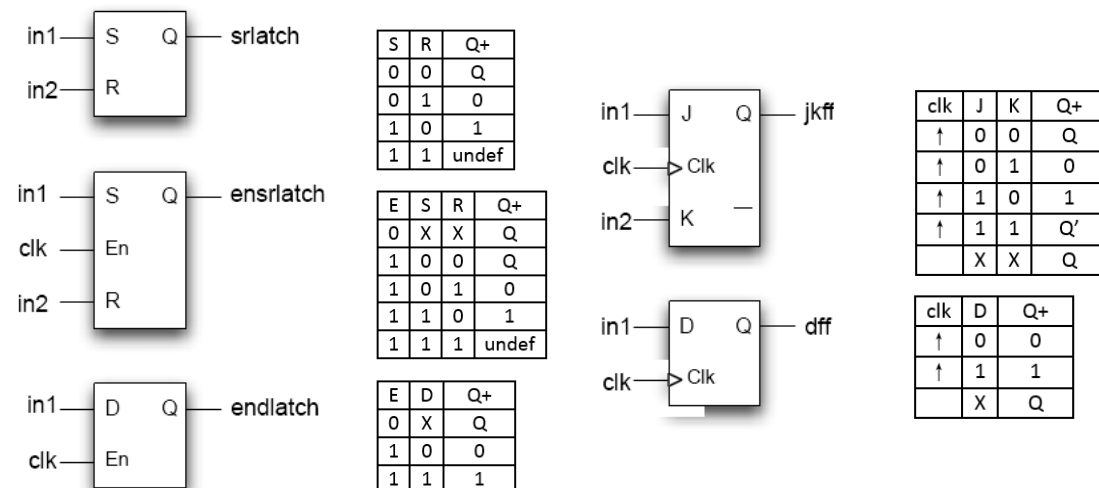 in1 S Q srlatch
in2 R
S R Q+
0 0 Q
0 1 0
1 0 1
1 1 undef
in1 S Q ensrlatch
clk En
in2 R
E S R Q+
0 X X Q
1 0 0 Q
1 0 1 0
1 1 0 1
1 1 1 undef
in1 D Q endlatch
clk En
E D Q+
0 X Q
1 0 0
1 1 1
in1 J Q jkff
clk Clk
in2 K
clk J K Q+
↑ 0 0 Q
↑ 0 1 0
↑ 1 0 1
↑ 1 1 Q’
X X Q
in1 D Q dff
clk Clk
clk D Q+
↑ 0 0
↑ 1 1
X Q